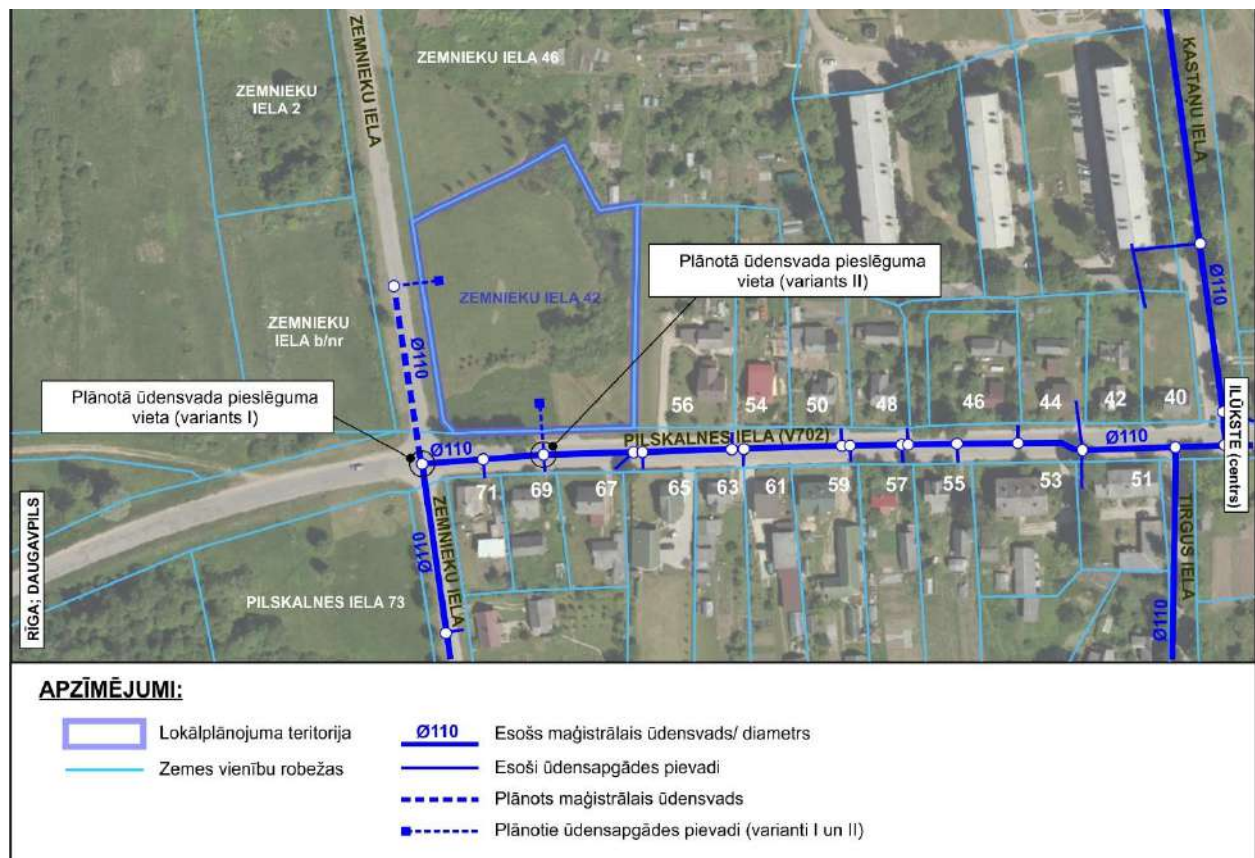 ZEMNIEKU IELA 46
ZEMNIEKU IELA
KASTAŅU IELA
ZEMNIEKU
IELA 2
Plānotā ūdensvada pieslēguma
vieta (variants II)
ZEMNIEKU IELA 42
Ø110
ZEMNIEKU
IELA b/nr
Ø110
Plānotā ūdensvada pieslēguma
vieta (variants I)
56
54
50
48
46
44
42
40
ILŪKSTE (centrs)
Ø110
PILSKALNES IELA (V702)
Ø110
71
69
67
65
63
61
59
57
55
53
51
RĪGA; DAUGAVPILS
Ø110
ZEMNIEKU IELA
TIRGUS IELA
Ø110
PILSKALNES IELA 73
APZĪMĒJUMI:
Lokālplānojuma teritorija
Zemes vienību robežas
Ø110 Esošs maģistrālais ūdensvads/ diametrs
Esoši ūdensapgādes pievadi
Plānots maģistrālais ūdensvads
Plānotie ūdensapgādes pievadi (varianti I un II)